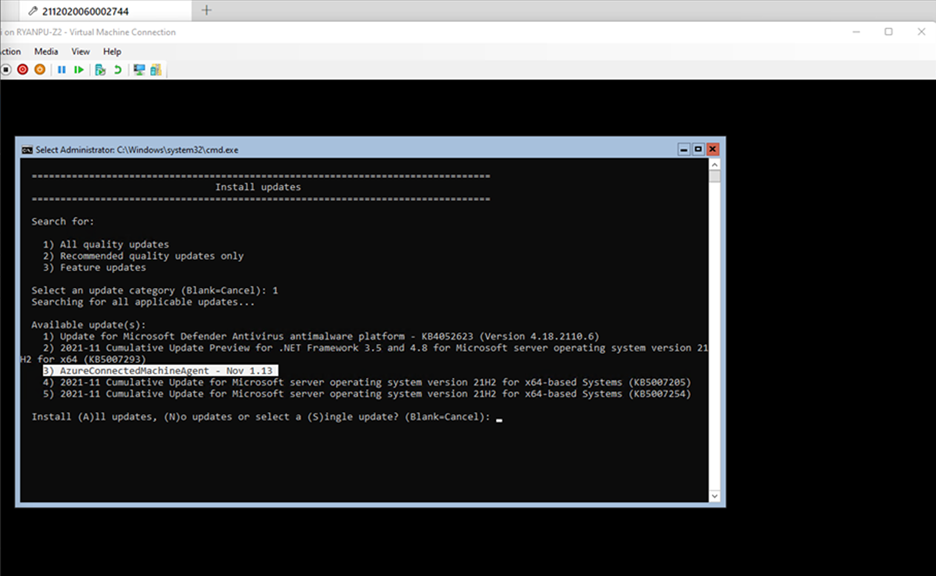 2112020060002744
on RYANPU-Z2 - Virtual Machine Connection
ction Media View Help
Select Administrator: C:\Windows\system32\cmd.exe
================================================================================
Install updates
================================================================================
Search for:
1) All quality updates
2) Recommended quality updates only
3) Feature updates
Select an update category (Blank=Cancel): 1
Searching for all applicable updates...
Available update(s):
1) Update for Microsoft Defender Antivirus antimalware platform - KB4052623 (Version 4.18.2110.6)
2) 2021-11 Cumulative Update Preview for .NET Framework 3.5 and 4.8 for Microsoft server operating system version 21
H2 for x64 (KB5007293)
3) AzureConnectedMachineAgent - Nov 1.13
4) 2021-11 Cumulative Update for Microsoft server operating system version 21H2 for x64-based Systems (KB5007205)
5) 2021-11 Cumulative Update for Microsoft server operating system version 21H2 for x64-based Systems (KB5007254)
Install (A)ll updates, (N)o updates or select a (S)ingle update? (Blank=Cancel):